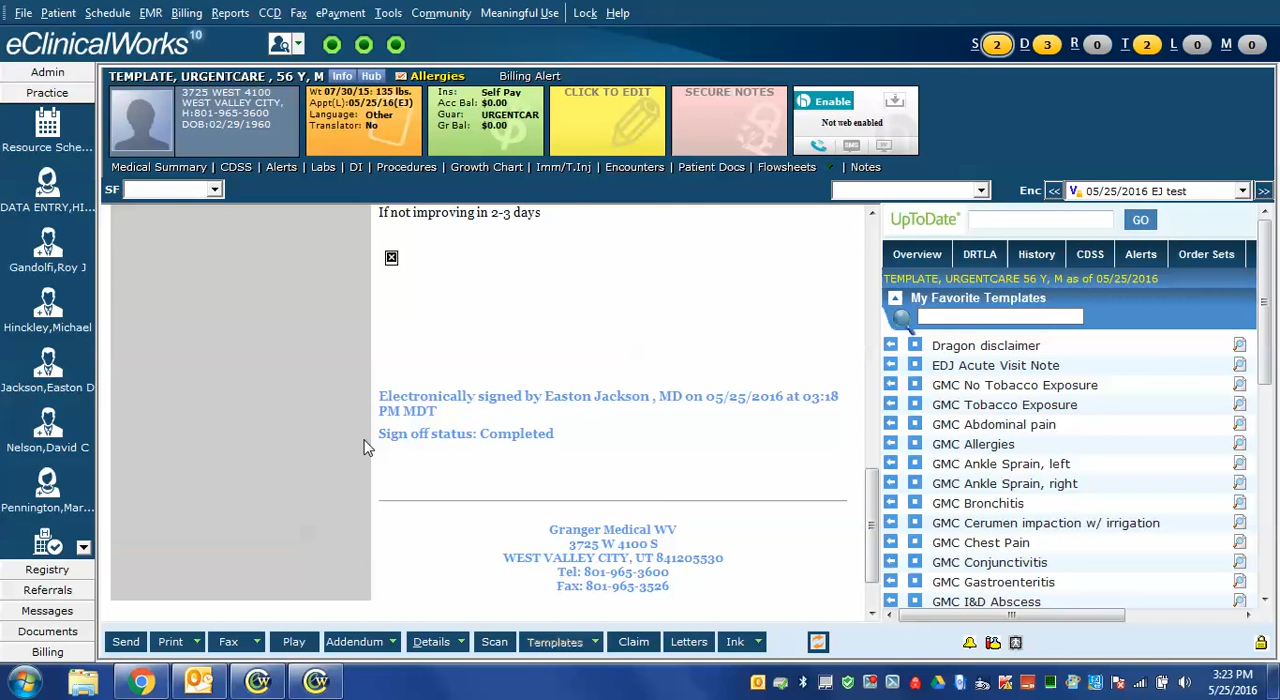 File Patient Schedule EMR Billing Reports CCD Fax ePayment Tools Community Meaningful Use Lock Help
eClinicalWorks 10
S 2 D 3 R 0 T 2 L 0 M 0
Admin
Practice
Resource Sche...
DATA ENTRY,HI...
Gandolfi,Roy J
Hinckley,Michael
Jackson,Easton D
Nelson,David C
Pennington,Mar...
Registry
Referrals
Messages
Documents
Billing
TEMPLATE, URGENTCARE , 56 Y, M Info Hub Allergies Billing Alert
3725 WEST 4100
WEST VALLEY CITY,
H:801-965-3600
DOB:02/29/1960
Wt 07/30/15: 135 lbs.
Appt(L):05/25/16(EJ)
Language: Other
Translator: No
Ins: Self Pay
Acc Bal: $0.00
Guar: URGENTCAR
Gr Bal: $0.00
CLICK TO EDIT
SECURE NOTES
Enable
Not web enabled
Medical Summary | CDSS | Alerts | Labs | DI | Procedures | Growth Chart | Imm/T.Inj | Encounters | Patient Docs | Flowsheets | Notes
SF
Enc << 05/25/2016 EJ test >>
If not improving in 2-3 days
Electronically signed by Easton Jackson , MD on 05/25/2016 at 03:18
PM MDT
Sign off status: Completed
Granger Medical WV
3725 W 4100 S
WEST VALLEY CITY, UT 841205530
Tel: 801-965-3600
Fax: 801-965-3526
UpToDate GO
Overview DRTLA History CDSS Alerts Order Sets
TEMPLATE, URGENTCARE 56 Y, M as of 05/25/2016
My Favorite Templates
Dragon disclaimer
EDJ Acute Visit Note
GMC No Tobacco Exposure
GMC Tobacco Exposure
GMC Abdominal pain
GMC Allergies
GMC Ankle Sprain, left
GMC Ankle Sprain, right
GMC Bronchitis
GMC Cerumen impaction w/ irrigation
GMC Chest Pain
GMC Conjunctivitis
GMC Gastroenteritis
GMC I&D Abscess
Send Print Fax Play Addendum Details Scan Templates Claim Letters Ink
3:23 PM
5/25/2016